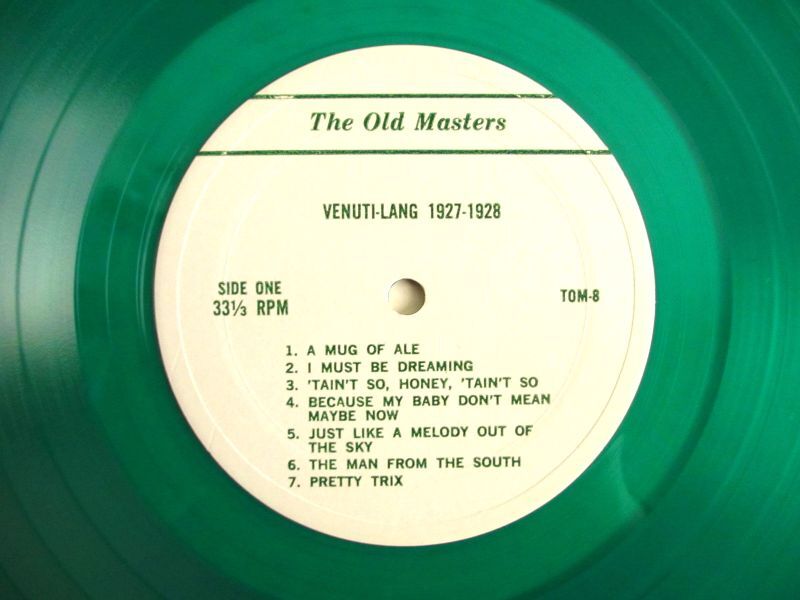 The Old Masters
VENUTI-LANG 1927-1928
SIDE ONE
33⅓ RPM
TOM-8
1. A MUG OF ALE
2. I MUST BE DREAMING
3. 'TAIN'T SO, HONEY, 'TAIN'T SO
4. BECAUSE MY BABY DON'T MEAN
MAYBE NOW
5. JUST LIKE A MELODY OUT OF
THE SKY
6. THE MAN FROM THE SOUTH
7. PRETTY TRIX